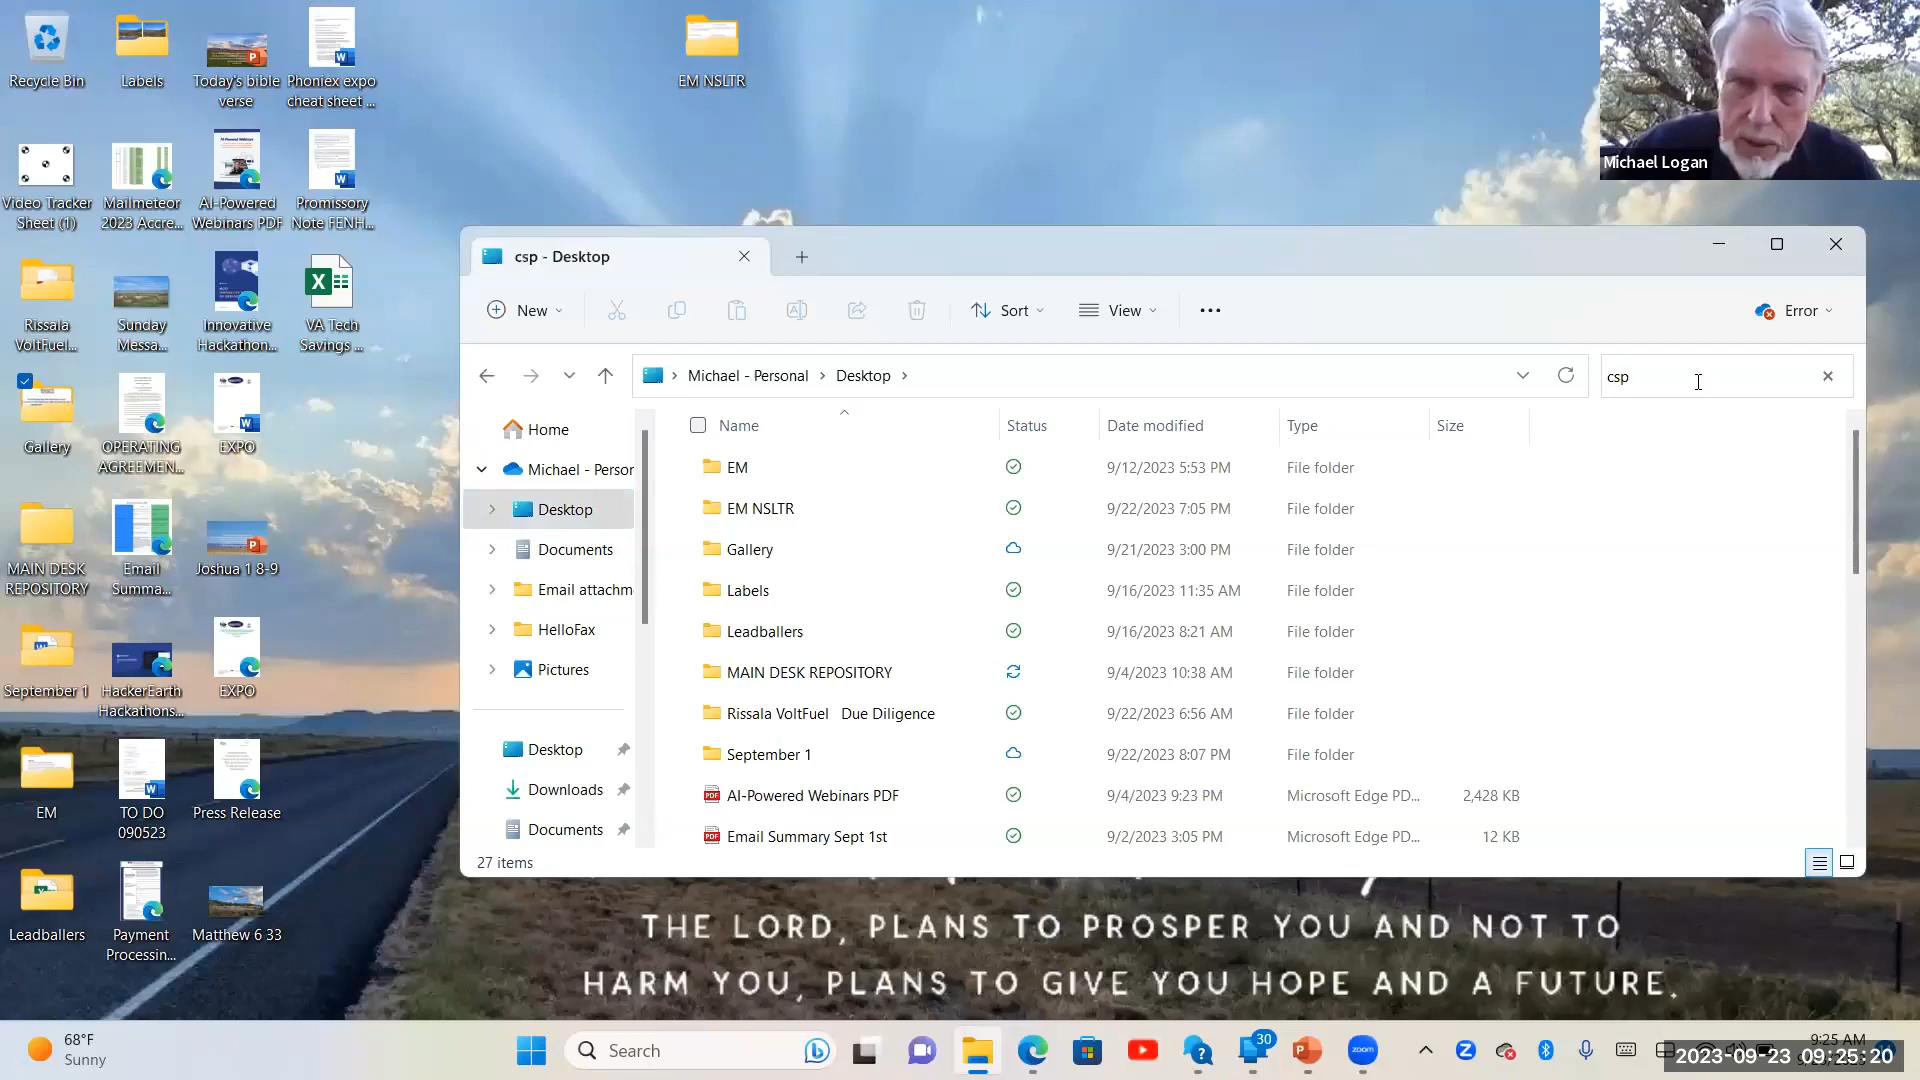 Recycle Bin
Labels
Today's bible
verse
Phoniex expo
cheat sheet ...
EM NSLTR
Michael Logan
Video Tracker
Sheet (1)
Mailmeteor
2023 Accre...
AI-Powered
Webinars PDF
Promissory
Note FENH...
Rissala
VoltFuel...
Sunday
Messa...
Innovative
Hackathon...
VA Tech
Savings ...
Gallery
OPERATING
AGREEMEN...
EXPO
MAIN DESK
REPOSITORY
Email
Summa...
Joshua 1 8-9
September 1
HackerEarth
Hackathons...
EXPO
EM
TO DO
090523
Press Release
Leadballers
Payment
Processin...
Matthew 6 33
csp - Desktop
New
Sort
View
Error
Michael - Personal
Desktop
csp
Home
Michael - Persor
Desktop
Documents
Email attachm
HelloFax
Pictures
Desktop
Downloads
Documents
Name Status Date modified Type Size
EM 9/12/2023 5:53 PM File folder
EM NSLTR 9/22/2023 7:05 PM File folder
Gallery 9/21/2023 3:00 PM File folder
Labels 9/16/2023 11:35 AM File folder
Leadballers 9/16/2023 8:21 AM File folder
MAIN DESK REPOSITORY 9/4/2023 10:38 AM File folder
Rissala VoltFuel Due Diligence 9/22/2023 6:56 AM File folder
September 1 9/22/2023 8:07 PM File folder
AI-Powered Webinars PDF 9/4/2023 9:23 PM Microsoft Edge PD... 2,428 KB
Email Summary Sept 1st 9/2/2023 3:05 PM Microsoft Edge PD... 12 KB
27 items
THE LORD, PLANS TO PROSPER YOU AND NOT TO
HARM YOU, PLANS TO GIVE YOU HOPE AND A FUTURE.
68°F
Sunny
Search
30
zoom
9:25 AM
2023-09-23 09:25:20